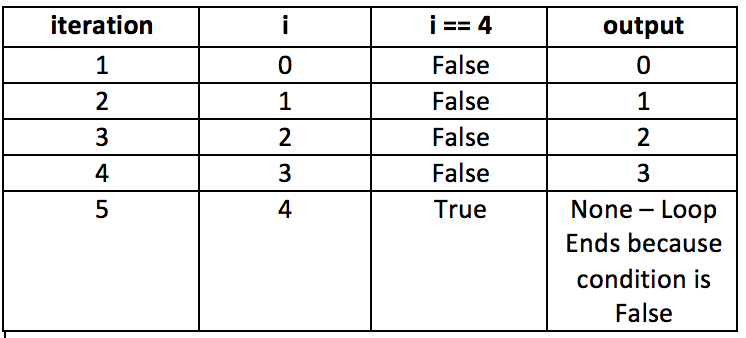 iteration i i == 4 output
1 0 False 0
2 1 False 1
3 2 False 2
4 3 False 3
5 4 True None – Loop
Ends because
condition is
False